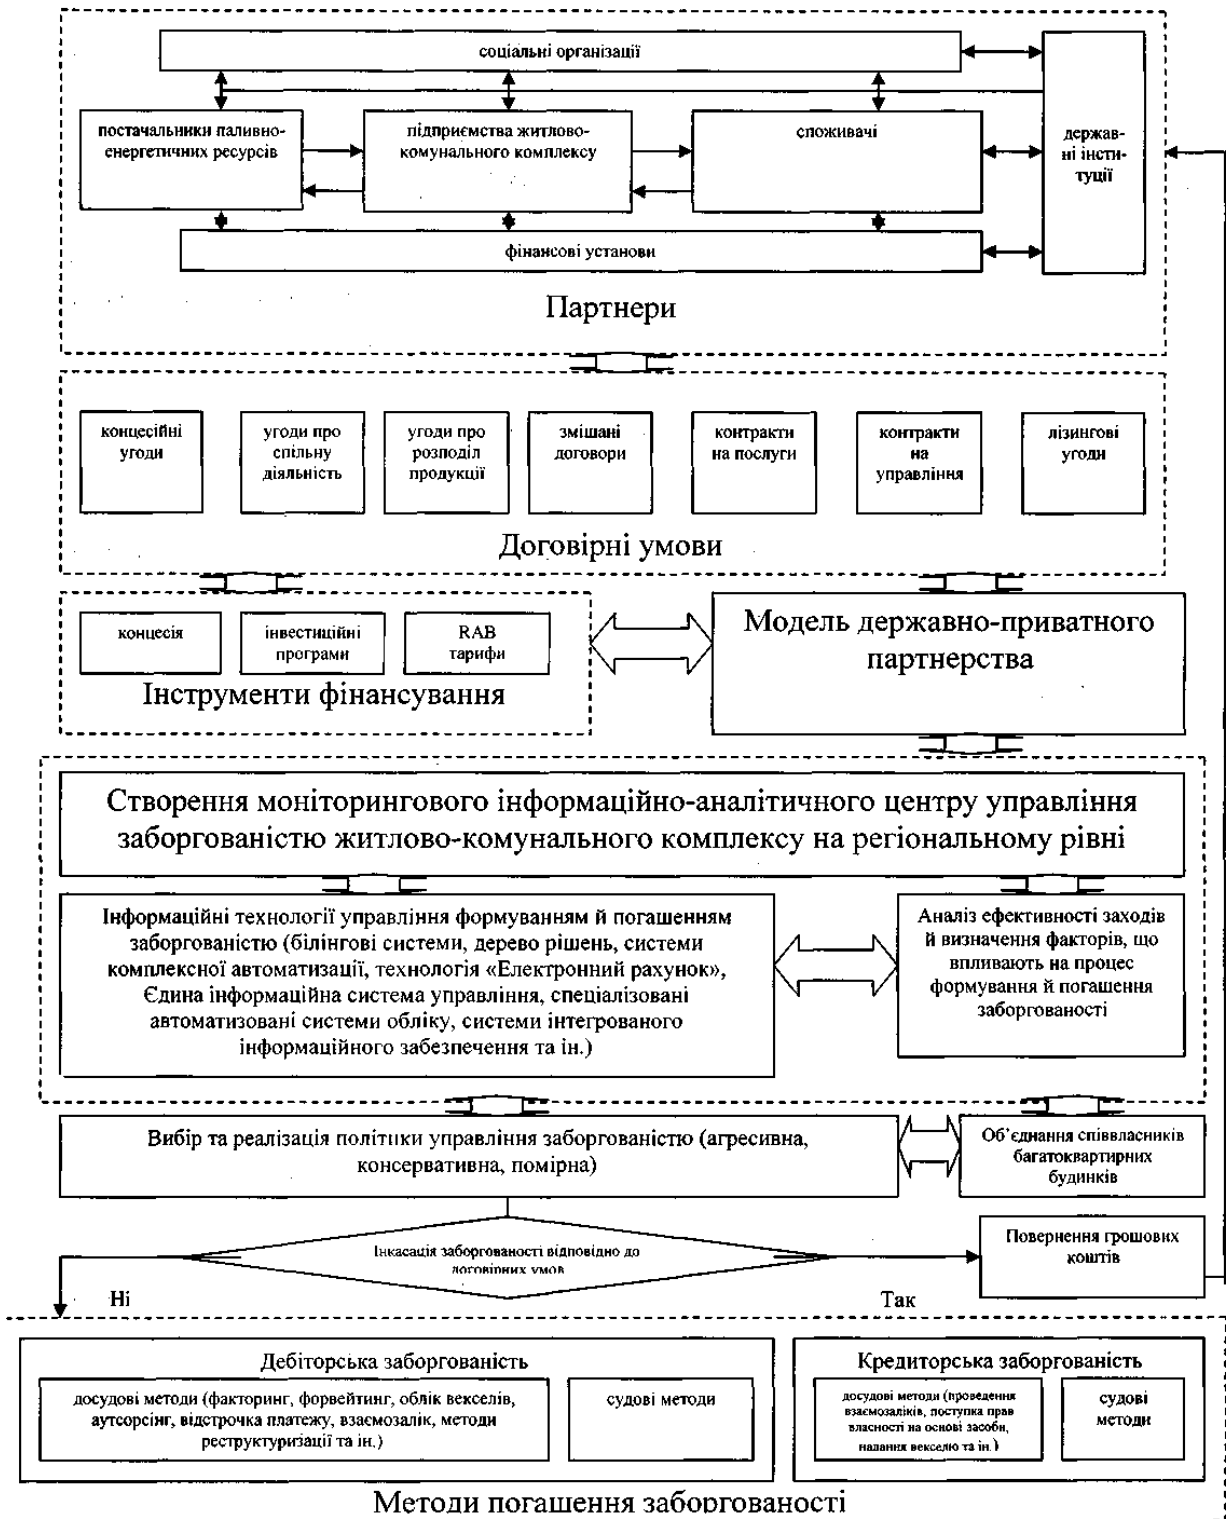 соціальні організації
постачальники паливно-
енергетичних ресурсів
підприємства житлово-
комунального комплексу
споживачі
держав-
ні інсти-
туції
фінансові установи
Партнери
концесійні
угоди
угоди про
спільну
діяльність
угоди про
розподіл
продукції
змішані
договори
контракти
на послуги
контракти
на
управління
лізингові
угоди
Договірні умови
концесія
інвестиційні
програми
RAB
тарифи
Інструменти фінансування
Модель державно-приватного
партнерства
Створення моніторингового інформаційно-аналітичного центру управління
заборгованістю житлово-комунального комплексу на регіональному рівні
Інформаційні технології управління формуванням й погашенням
заборгованістю (білінгові системи, дерево рішень, системи
комплексної автоматизації, технологія «Електронний рахунок»,
Єдина інформаційна система управління, спеціалізовані
автоматизовані системи обліку, системи інтегрованого
інформаційного забезпечення та ін.)
Аналіз ефективності заходів
й визначення факторів, що
впливають на процес
формування й погашення
заборгованості
Вибір та реалізація політики управління заборгованістю (агресивна,
консервативна, помірна)
Об’єднання співвласників
багатоквартирних
будинків
Інкасація заборгованості відповідно до
договірних умов
Повернення грошових
коштів
Ні
Так
Дебіторська заборгованість
досудові методи (факторинг, форвейтинг, облік векселів,
аутсорсінг, відстрочка платежу, взаємозалік, методи
реструктуризації та ін.)
судові методи
Кредиторська заборгованість
досудові методи (проведення
взаємозаліків, поступка прав
власності на основі засоби,
надання векселю та ін.)
судові
методи
Методи погашення заборгованості